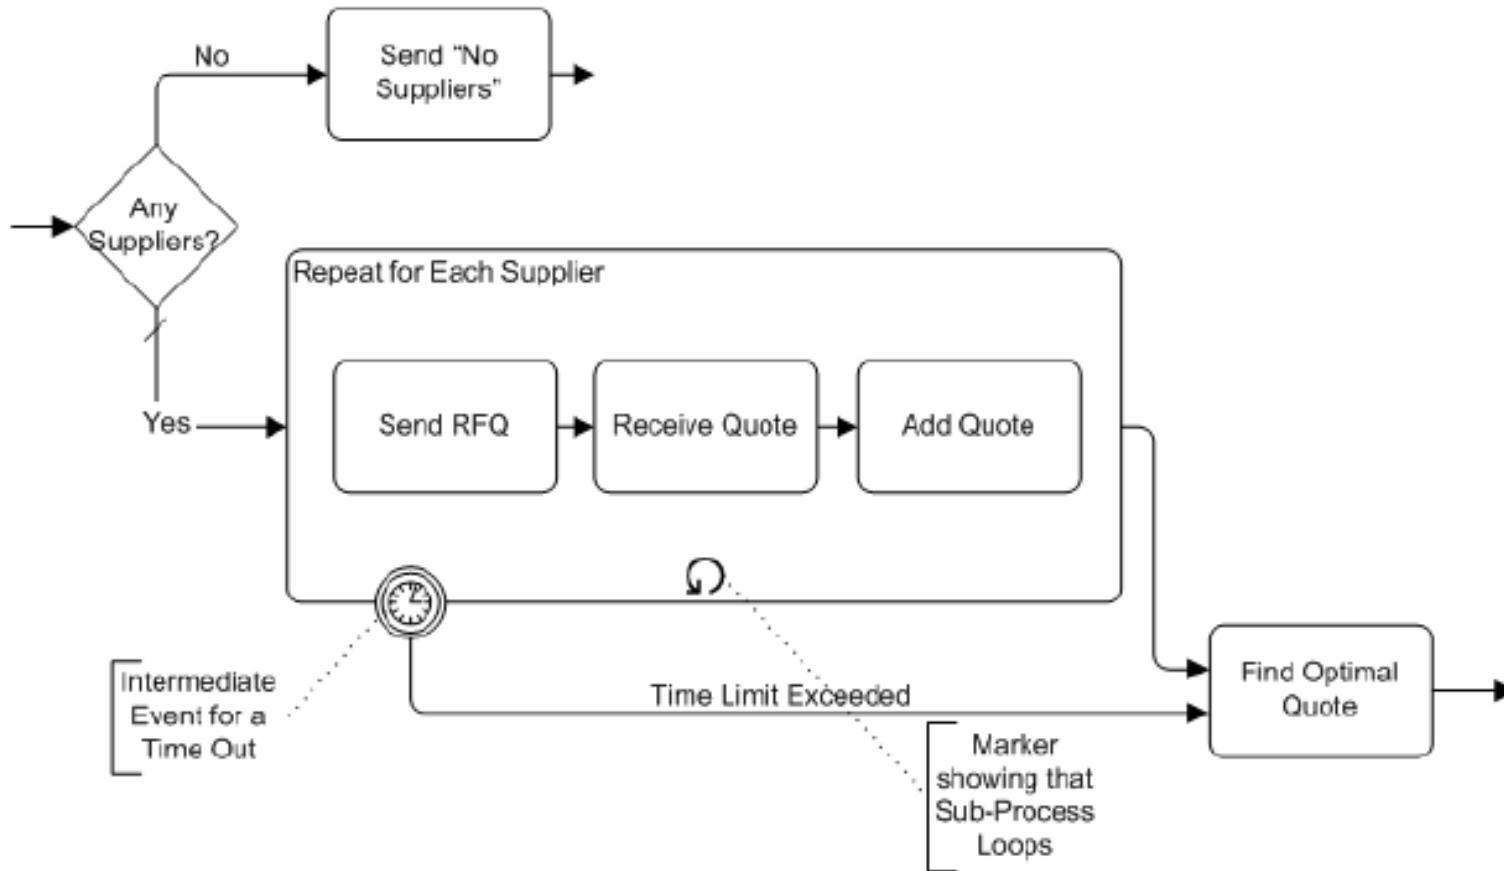 No
Send "No
Suppliers"
Any
Suppliers?
Repeat for Each Supplier
Yes
Send RFQ
Receive Quote
Add Quote
Intermediate
Event for a
Time Out
Time Limit Exceeded
Find Optimal
Quote
Marker
showing that
Sub-Process
Loops